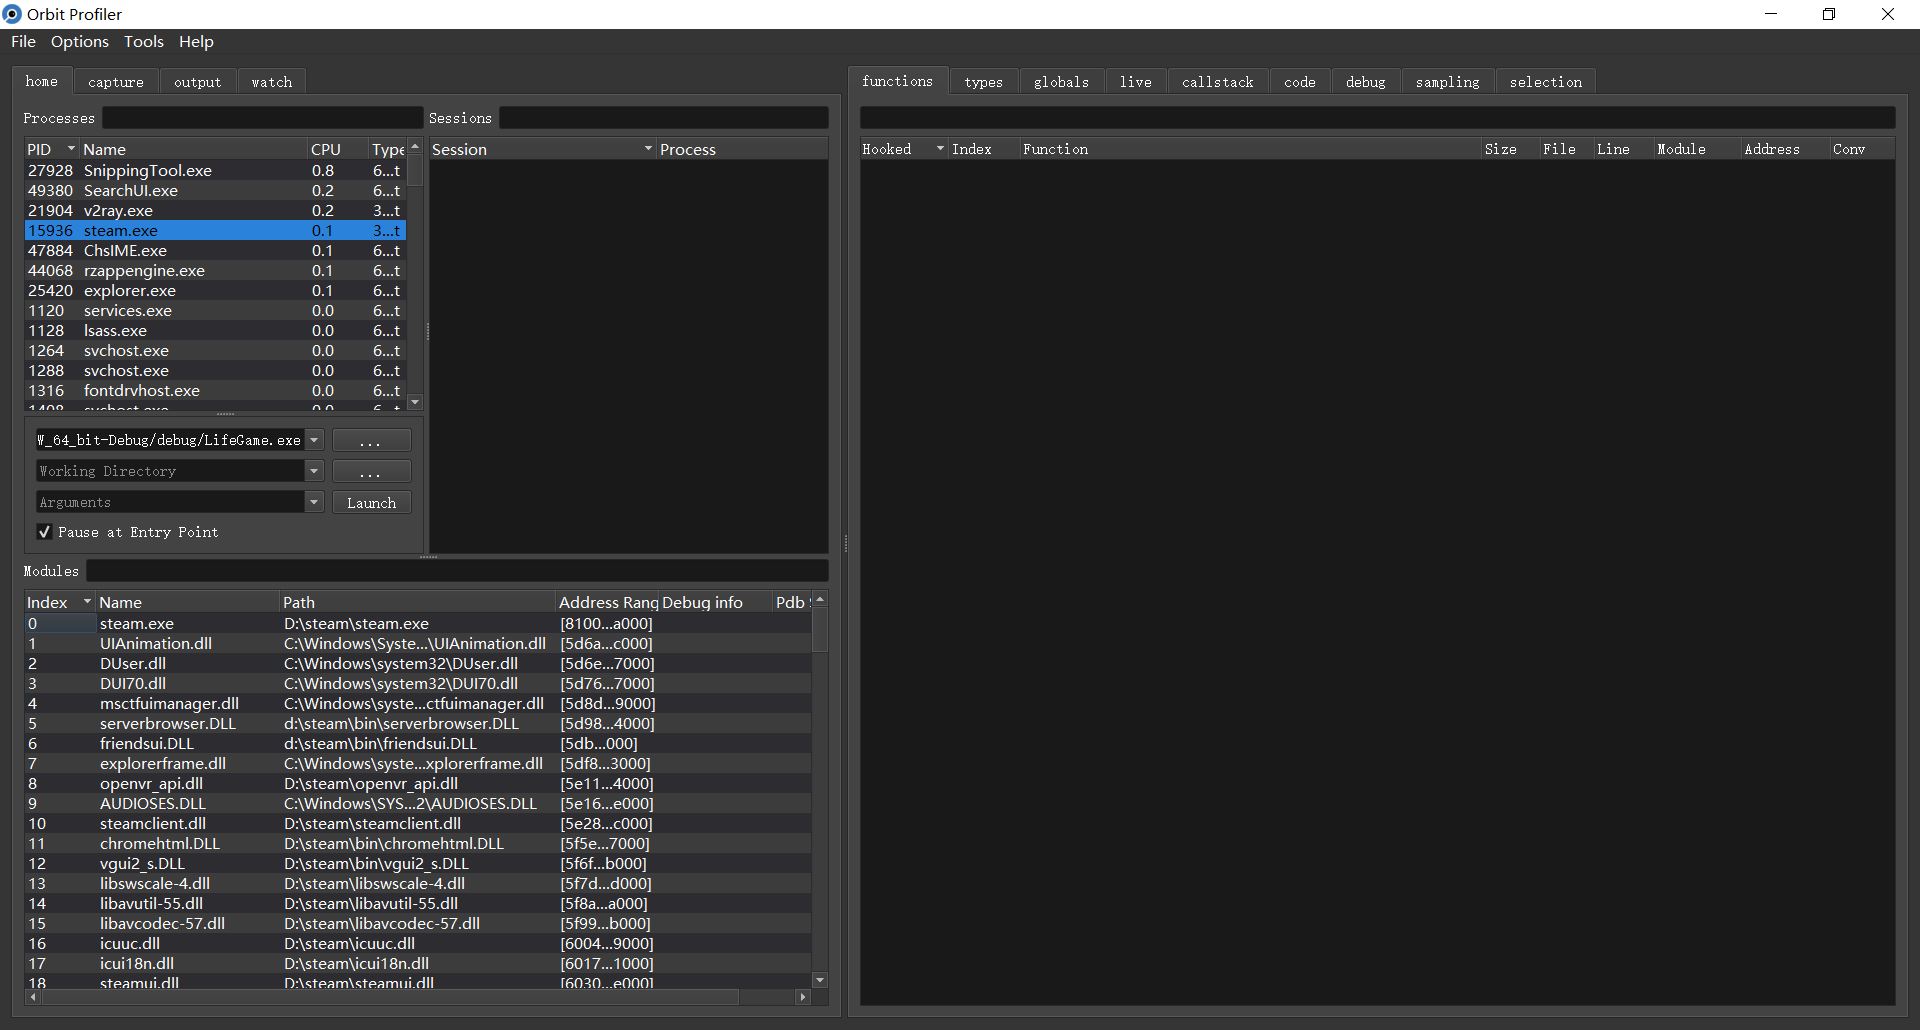 Orbit Profiler
File Options Tools Help
home capture output watch
Processes
Sessions
PID Name CPU Type
27928 SnippingTool.exe 0.8 6...t
49380 SearchUI.exe 0.2 6...t
21904 v2ray.exe 0.2 3...t
15936 steam.exe 0.1 3...t
47884 ChsIME.exe 0.1 6...t
44068 rzappengine.exe 0.1 6...t
25420 explorer.exe 0.1 6...t
1120 services.exe 0.0 6...t
1128 lsass.exe 0.0 6...t
1264 svchost.exe 0.0 6...t
1288 svchost.exe 0.0 6...t
1316 fontdrvhost.exe 0.0 6...t
1408 svchost.exe 0.0 6...t
Session Process
W_64_bit-Debug/debug/LifeGame.exe ...
Working Directory ...
Arguments Launch
Pause at Entry Point
Modules
Index Name Path Address Rang Debug info Pdb
0 steam.exe D:\steam\steam.exe [8100...a000]
1 UIAnimation.dll C:\Windows\Syste...\UIAnimation.dll [5d6a...c000]
2 DUser.dll C:\Windows\system32\DUser.dll [5d6e...7000]
3 DUI70.dll C:\Windows\system32\DUI70.dll [5d76...7000]
4 msctfuimanager.dll C:\Windows\syste...ctfuimanager.dll [5d8d...9000]
5 serverbrowser.DLL d:\steam\bin\serverbrowser.DLL [5d98...4000]
6 friendsui.DLL d:\steam\bin\friendsui.DLL [5db...000]
7 explorerframe.dll C:\Windows\syste...xplorerframe.dll [5df8...3000]
8 openvr_api.dll D:\steam\openvr_api.dll [5e11...4000]
9 AUDIOSES.DLL C:\Windows\SYS...2\AUDIOSES.DLL [5e16...e000]
10 steamclient.dll D:\steam\steamclient.dll [5e28...c000]
11 chromehtml.DLL D:\steam\bin\chromehtml.DLL [5f5e...7000]
12 vgui2_s.DLL D:\steam\bin\vgui2_s.DLL [5f6f...b000]
13 libswscale-4.dll D:\steam\libswscale-4.dll [5f7d...d000]
14 libavutil-55.dll D:\steam\libavutil-55.dll [5f8a...a000]
15 libavcodec-57.dll D:\steam\libavcodec-57.dll [5f99...b000]
16 icuuc.dll D:\steam\icuuc.dll [6004...9000]
17 icui18n.dll D:\steam\icui18n.dll [6017...1000]
18 steamui.dll D:\steam\steamui.dll [6030...e000]
functions types globals live callstack code debug sampling selection
Hooked Index Function Size File Line Module Address Conv